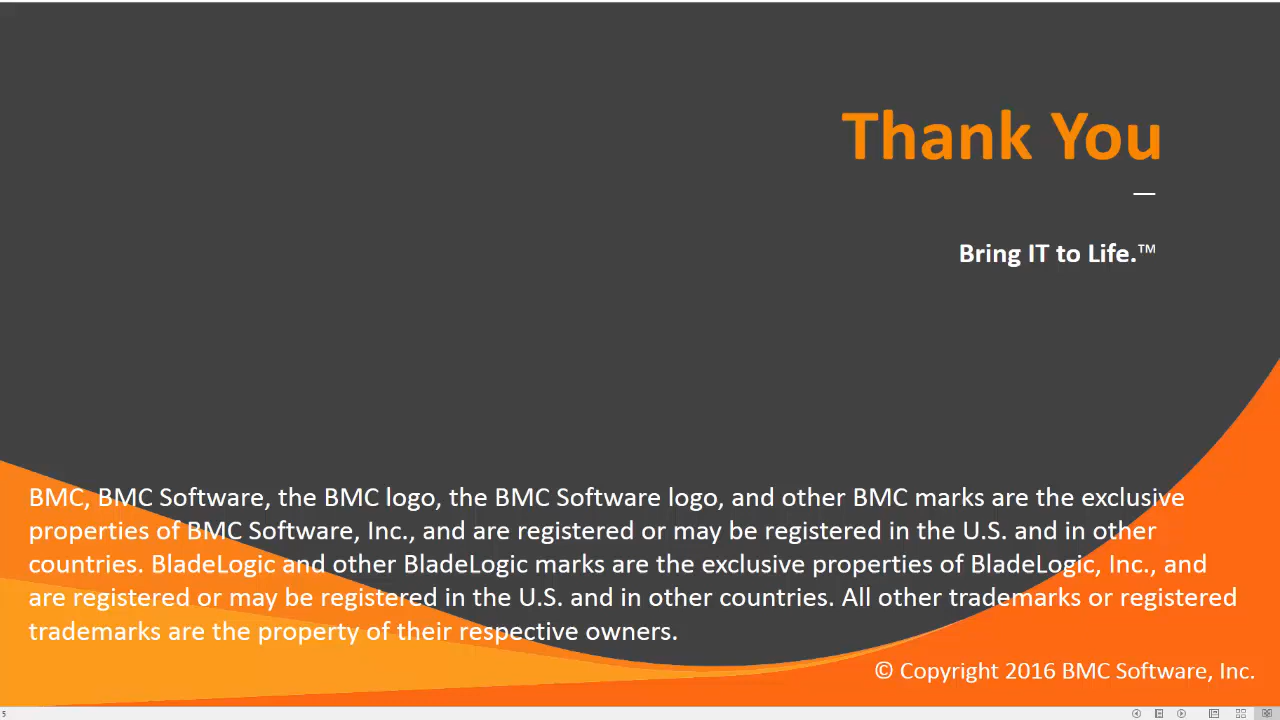 Thank You
Bring IT to Life.™
BMC, BMC Software, the BMC logo, the BMC Software logo, and other BMC marks are the exclusive
properties of BMC Software, Inc., and are registered or may be registered in the U.S. and in other
countries. BladeLogic and other BladeLogic marks are the exclusive properties of BladeLogic, Inc., and
are registered or may be registered in the U.S. and in other countries. All other trademarks or registered
trademarks are the property of their respective owners.
© Copyright 2016 BMC Software, Inc.
5